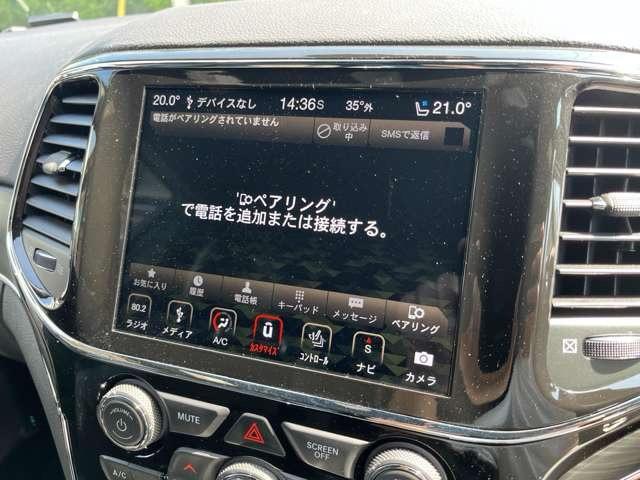 20.0° デバイスなし 14:36S 35°外 21.0°
電話がペアリングされていません
取り込み中
SMSで返信
'ペアリング'
で電話を追加または接続する。
お気に入り 履歴 電話帳 キーパッド メッセージ ペアリング
80.2
ラジオ メディア A/C カスタマイズ コントロール S ナビ カメラ
VOLUME MUTE SCREEN OFF
A/C